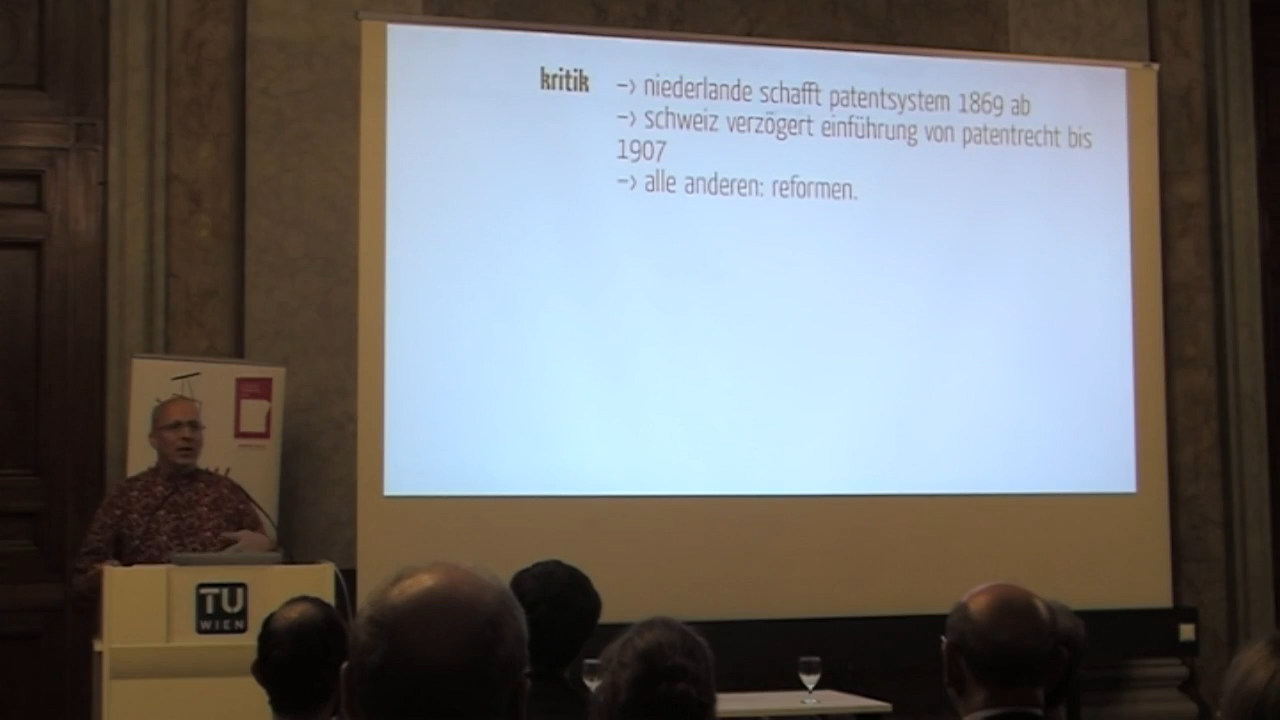 kritik -> niederlande schafft patentsystem 1869 ab
-> schweiz verzögert einführung von patentrecht bis
1907
-> alle anderen: reformen.
TU
WIEN